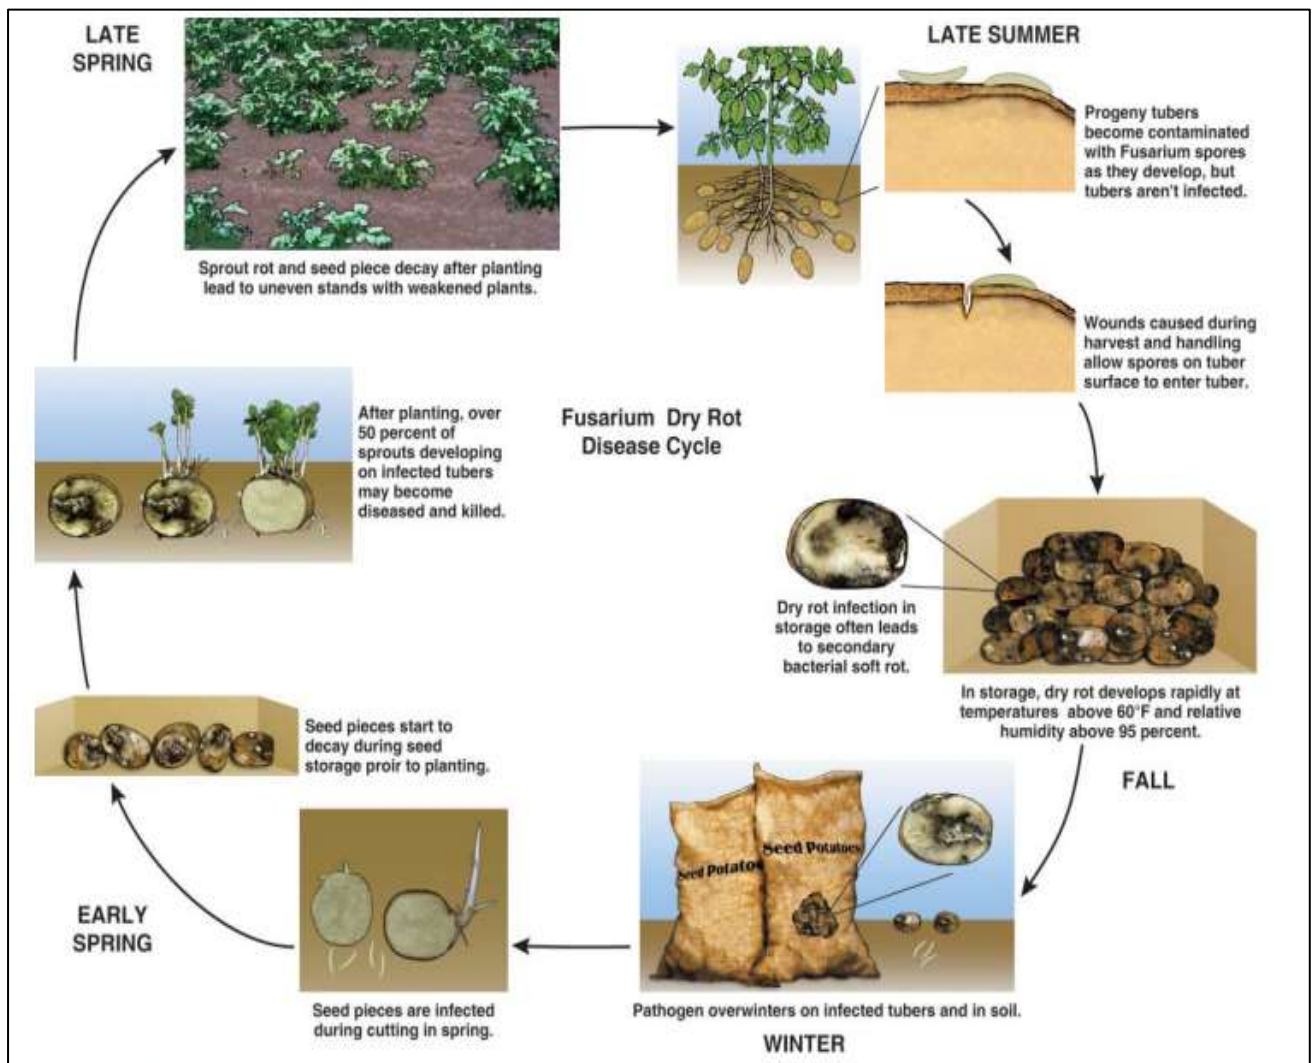 LATE
SPRING
Sprout rot and seed piece decay after planting
lead to uneven stands with weakened plants.
LATE SUMMER
Progeny tubers
become contaminated
with Fusarium spores
as they develop, but
tubers aren't infected.
Wounds caused during
harvest and handling
allow spores on tuber
surface to enter tuber.
Fusarium Dry Rot
Disease Cycle
After planting, over
50 percent of
sprouts developing
on infected tubers
may become
diseased and killed.
Dry rot infection in
storage often leads
to secondary
bacterial soft rot.
In storage, dry rot develops rapidly at
temperatures above 60°F and relative
humidity above 95 percent.
FALL
Seed pieces start to
decay during seed
storage proir to planting.
Seed Potatoes
Seed Potatoes
EARLY
SPRING
Seed pieces are infected
during cutting in spring.
Pathogen overwinters on infected tubers and in soil.
WINTER